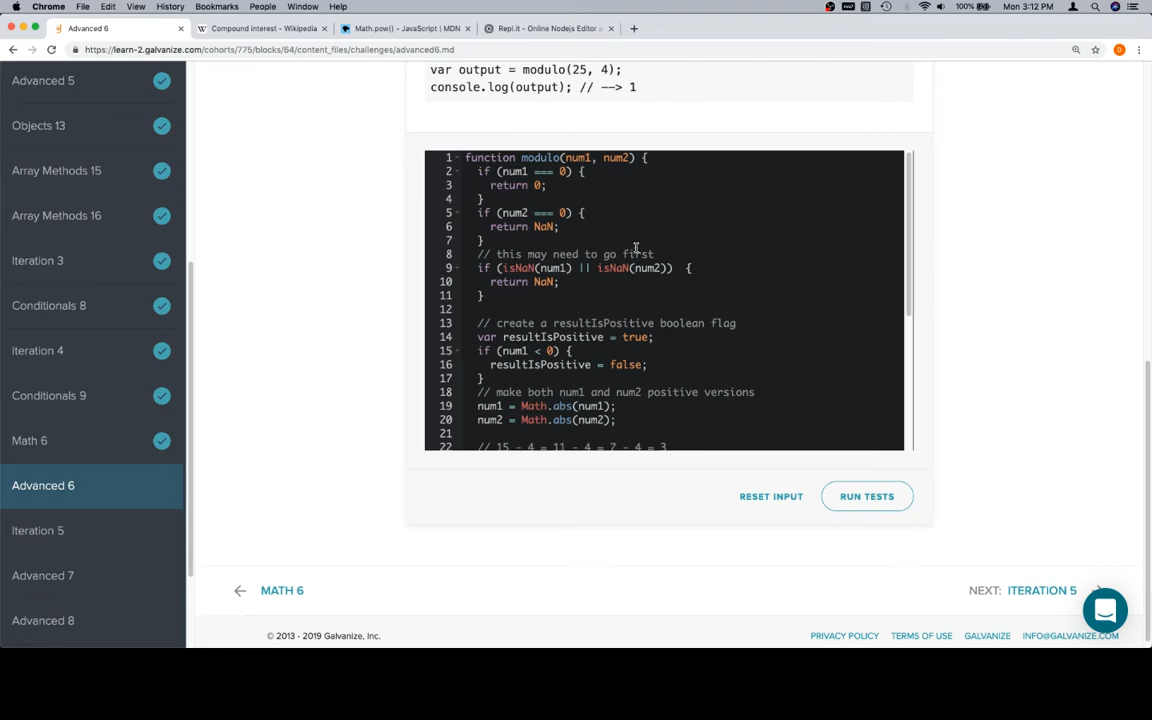 Chrome File Edit View History Bookmarks People Window Help 100% Mon 3:12 PM
Advanced 6 Compound interest - Wikipedia Math.pow() - JavaScript | MDN Repl.it - Online Nodejs Editor a
https://learn-2.galvanize.com/cohorts/775/blocks/64/content_files/challenges/advanced6.md
Advanced 5
Objects 13
Array Methods 15
Array Methods 16
Iteration 3
Conditionals 8
Iteration 4
Conditionals 9
Math 6
Advanced 6
Iteration 5
Advanced 7
Advanced 8
var output = modulo(25, 4);
console.log(output); // --> 1
1 function modulo(num1, num2) {
2 if (num1 === 0) {
3 return 0;
4 }
5 if (num2 === 0) {
6 return NaN;
7 }
8 // this may need to go first
9 if (isNaN(num1) || isNaN(num2)) {
10 return NaN;
11 }
12
13 // create a resultIsPositive boolean flag
14 var resultIsPositive = true;
15 if (num1 < 0) {
16 resultIsPositive = false;
17 }
18 // make both num1 and num2 positive versions
19 num1 = Math.abs(num1);
20 num2 = Math.abs(num2);
21
22 // 15 - 4 = 11 - 4 = 7 - 4 = 3
RESET INPUT RUN TESTS
MATH 6 NEXT: ITERATION 5
© 2013 - 2019 Galvanize, Inc. PRIVACY POLICY TERMS OF USE GALVANIZE INFO@GALVANIZE.COM